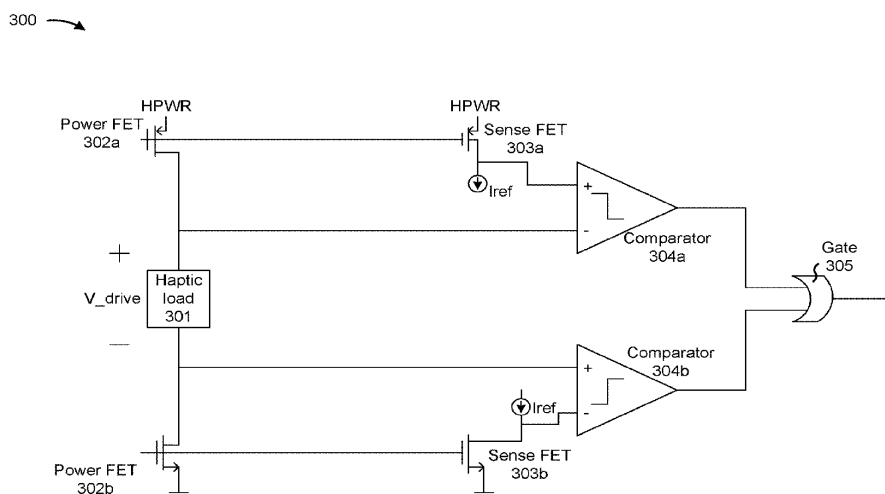 300
HPWR
HPWR
Power FET
302a
Sense FET
303a
Iref
+
-
Comparator
304a
Gate
305
+
V_drive
—
Haptic
load
301
Comparator
304b
+
-
Iref
Power FET
302b
Sense FET
303b